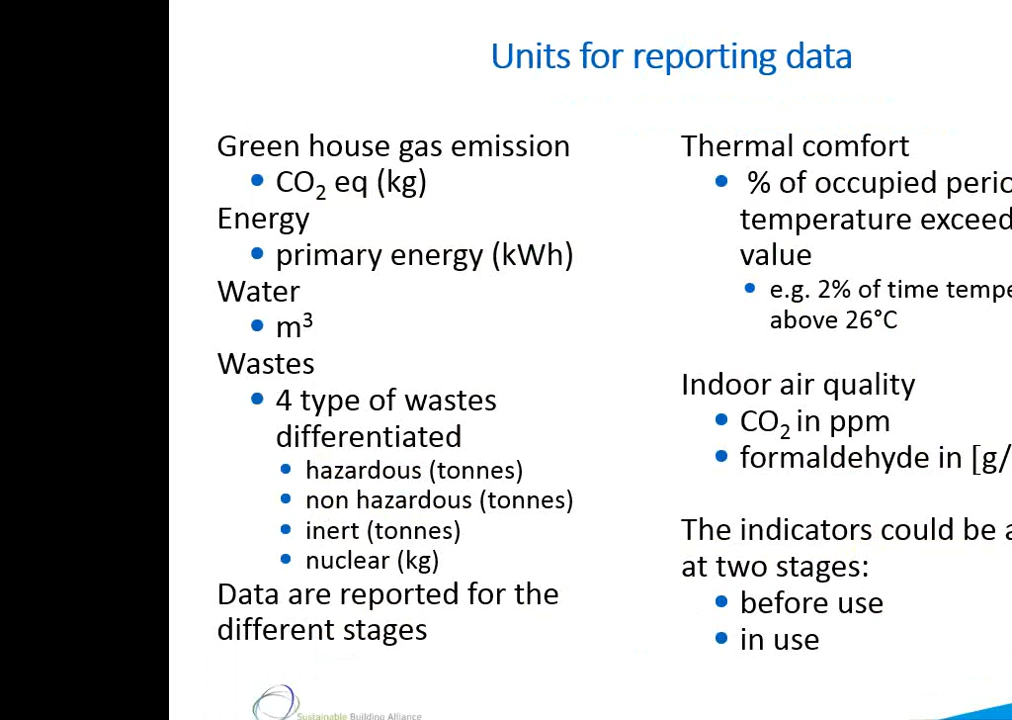 Units for reporting data
Green house gas emission
• CO₂ eq (kg)
Energy
• primary energy (kWh)
Water
• m³
Wastes
• 4 type of wastes
differentiated
• hazardous (tonnes)
• non hazardous (tonnes)
• inert (tonnes)
• nuclear (kg)
Data are reported for the
different stages
Thermal comfort
• % of occupied
temperature
value
• e.g. 2% of time
above 26°C
Indoor air quality
• CO₂ in ppm
• formaldehyde in [g/
The indicators could be
at two stages:
• before use
• in use
Sustainable Building Alliance